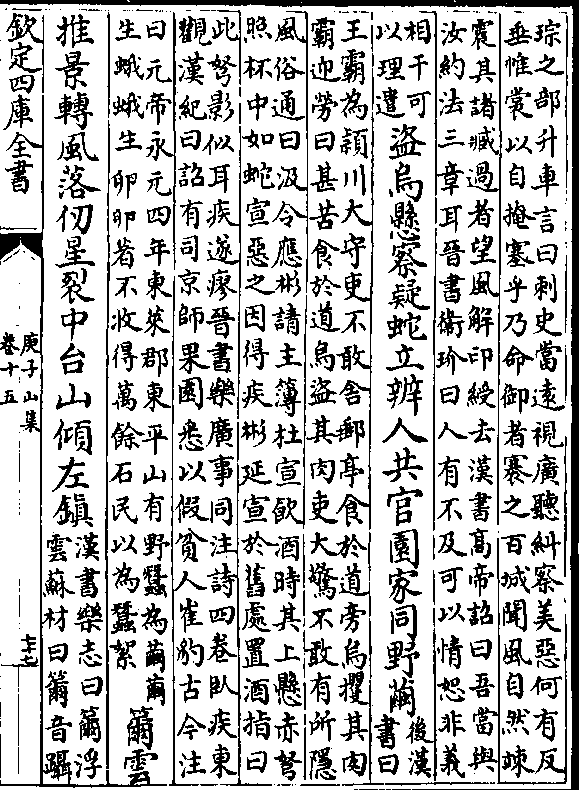 琮之部升車言曰刺史當遠視廣聽糾察美惡何有反
垂帷裳以自掩塞乎乃命御者褰之百城聞風自然竦
震其諸臧過者望風解印綬去漢書高帝詔曰吾當與
汝約法三章耳晉書衛玠曰人有不及可以情恕非義
相干可
以理遣
盜烏懸察疑蛇立辨人共官園家同野繭
後漢
書曰
王霸為潁川大守吏不敢舍郵亭食於道旁烏攫其肉
霸迎勞曰甚苦食於道烏盜其肉吏大驚不敢有所隱
風俗通曰汲令應彬請主簿杜宣飲酒時其上懸赤弩
照杯中如蛇宣惡之因得疾彬延宣於舊處置酒指曰
此弩影似耳疾遂瘳晉書樂廣事同注詩四卷臥疾東
觀漢紀曰詔有司京師果園悉以假貧人崔豹古今注
曰元帝永元四年東萊郡東平山有野蠶為繭繭
生蛾蛾生卵卵者不收得萬餘石民以為蠶絮
簫雲
推景轉風落仞星裂中台山傾左鎮
漢書樂志曰簫浮
雲蘇材曰簫音躡
欽定四庫全書
庾子山集
卷十五
七十七